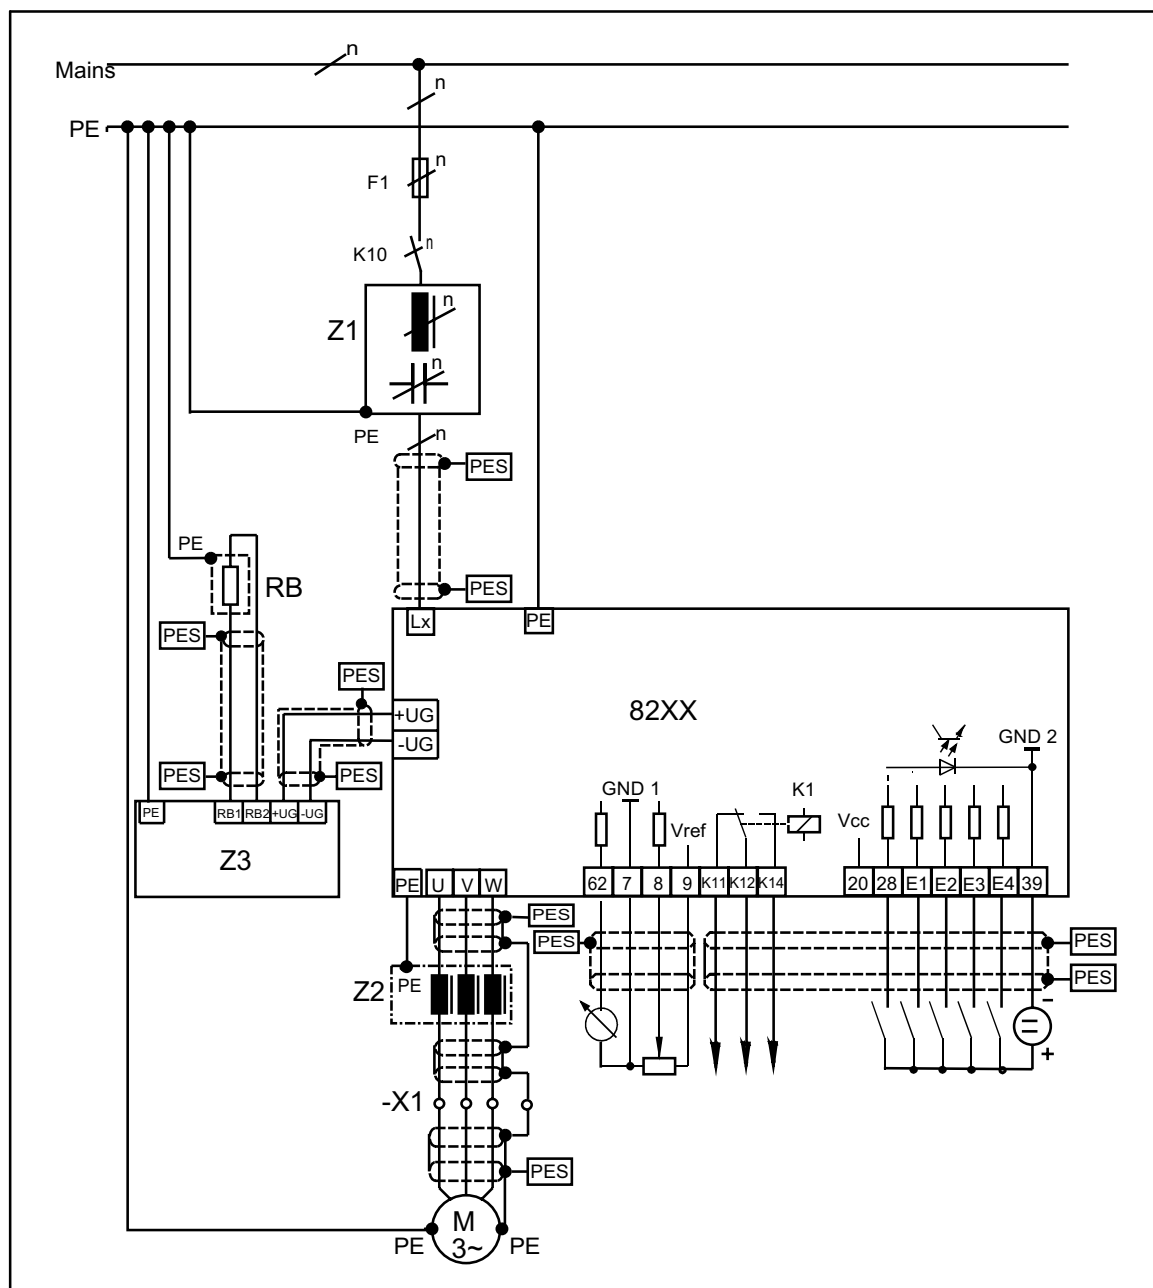 n
Mains
n
PE
n
F1
n
K10
n
Z1
n
PE
n
PES
PE
RB
PES
PES
Lx
PE
PES
+UG
-UG
82XX
GND 2
PES
PES
GND 1
K1
Vref
Vcc
PE
RB1
RB2
+UG
-UG
Z3
PE
U
V
W
62
7
8
9
K11
K12
K14
20
28
E1
E2
E3
E4
39
PES
PES
PES
PES
Z2
PE
-
+
-X1
PES
M
3~
PE
PE